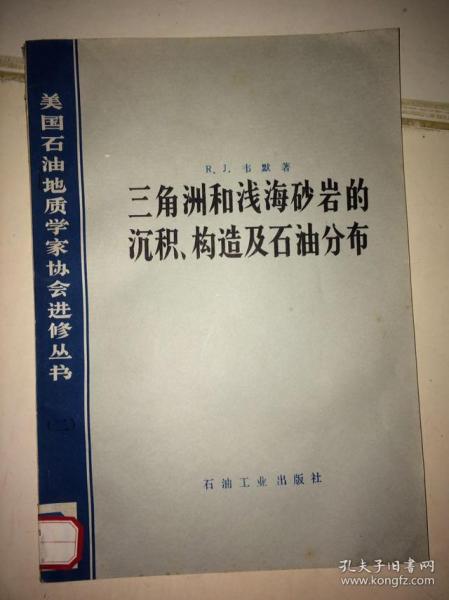 美国石油地质学家协会进修丛书
(二)
R.J.韦默著
三角洲和浅海砂岩的
沉积、构造及石油分布
石油工业出版社
孔夫子旧书网
www.kongfz.com